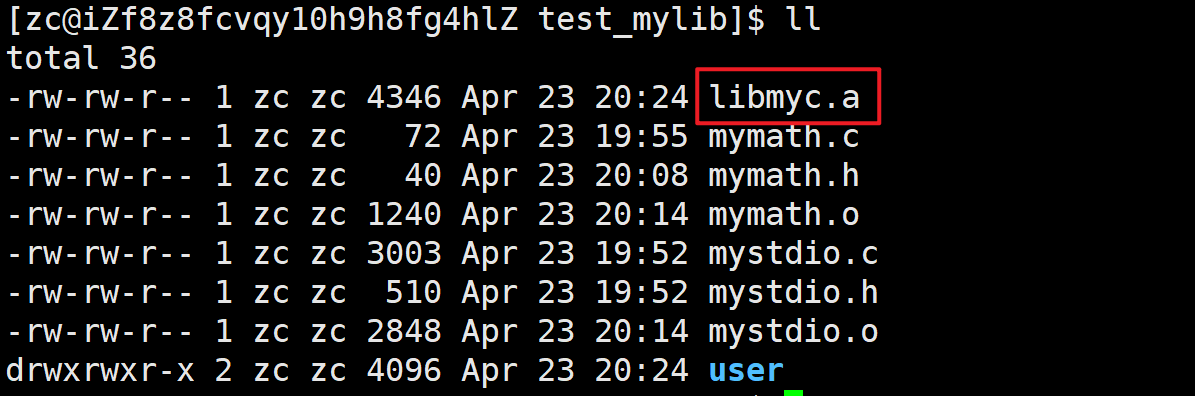 [zc@iZf8z8fcvqy10h9h8fg4hlZ test_mylib]$ ll
total 36
-rw-rw-r-- 1 zc zc 4346 Apr 23 20:24 libmyc.a
-rw-rw-r-- 1 zc zc   72 Apr 23 19:55 mymath.c
-rw-rw-r-- 1 zc zc   40 Apr 23 20:08 mymath.h
-rw-rw-r-- 1 zc zc 1240 Apr 23 20:14 mymath.o
-rw-rw-r-- 1 zc zc 3003 Apr 23 19:52 mystdio.c
-rw-rw-r-- 1 zc zc  510 Apr 23 19:52 mystdio.h
-rw-rw-r-- 1 zc zc 2848 Apr 23 20:14 mystdio.o
drwxrwxr-x 2 zc zc 4096 Apr 23 20:24 user